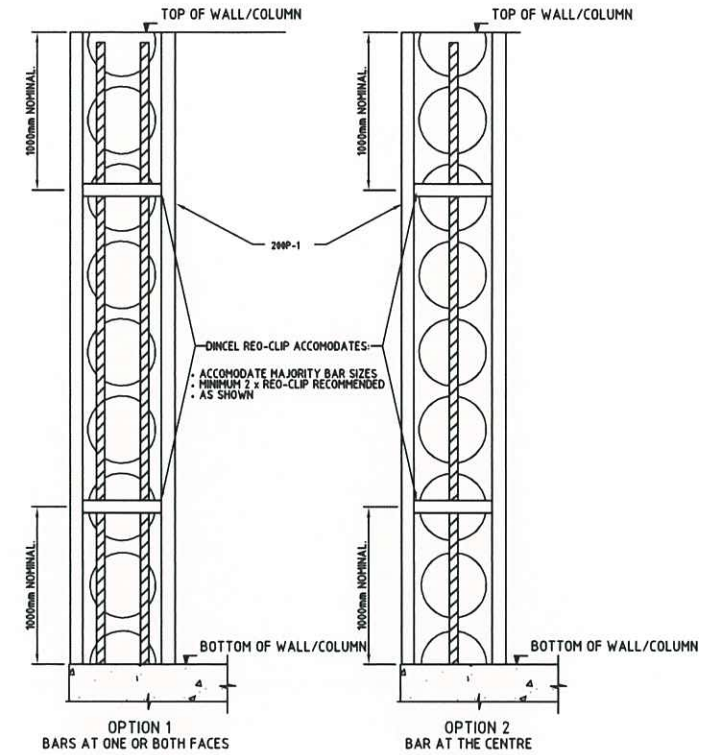 TOP OF WALL/COLUMN
TOP OF WALL/COLUMN
1000mm NOMINAL.
1000mm NOMINAL.
200P-1
DINCEL REO-CLIP ACCOMODATES:
• ACCOMODATE MAJORITY BAR SIZES
• MINIMUM 2 x REO-CLIP RECOMMENDED
• AS SHOWN
1000mm NOMINAL.
1000mm NOMINAL.
BOTTOM OF WALL/COLUMN
BOTTOM OF WALL/COLUMN
OPTION 1
BARS AT ONE OR BOTH FACES
OPTION 2
BAR AT THE CENTRE